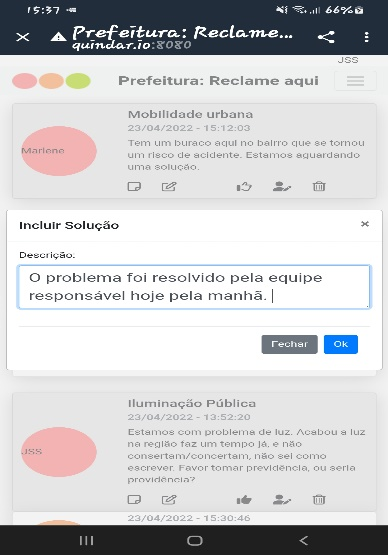 15:37
66%
Prefeitura: Reclame...
quindar.io:8080
JSS
Prefeitura: Reclame aqui
Mobilidade urbana
23/04/2022 - 15:12:03
Marlene
Tem um buraco aqui no bairro que se tornou
um risco de acidente. Estamos aguardando
uma solução.
Incluir Solução
×
Descrição:
O problema foi resolvido pela equipe
responsável hoje pela manhã.
Fechar
Ok
Iluminação Pública
23/04/2022 - 13:52:20
JSS
Estamos com problema de luz. Acabou a luz
na região faz um tempo já, e não
consertam/concertam, não sei como
escrever. Favor tomar previdência, ou seria
providência?
23/04/2022 - 15:30:46